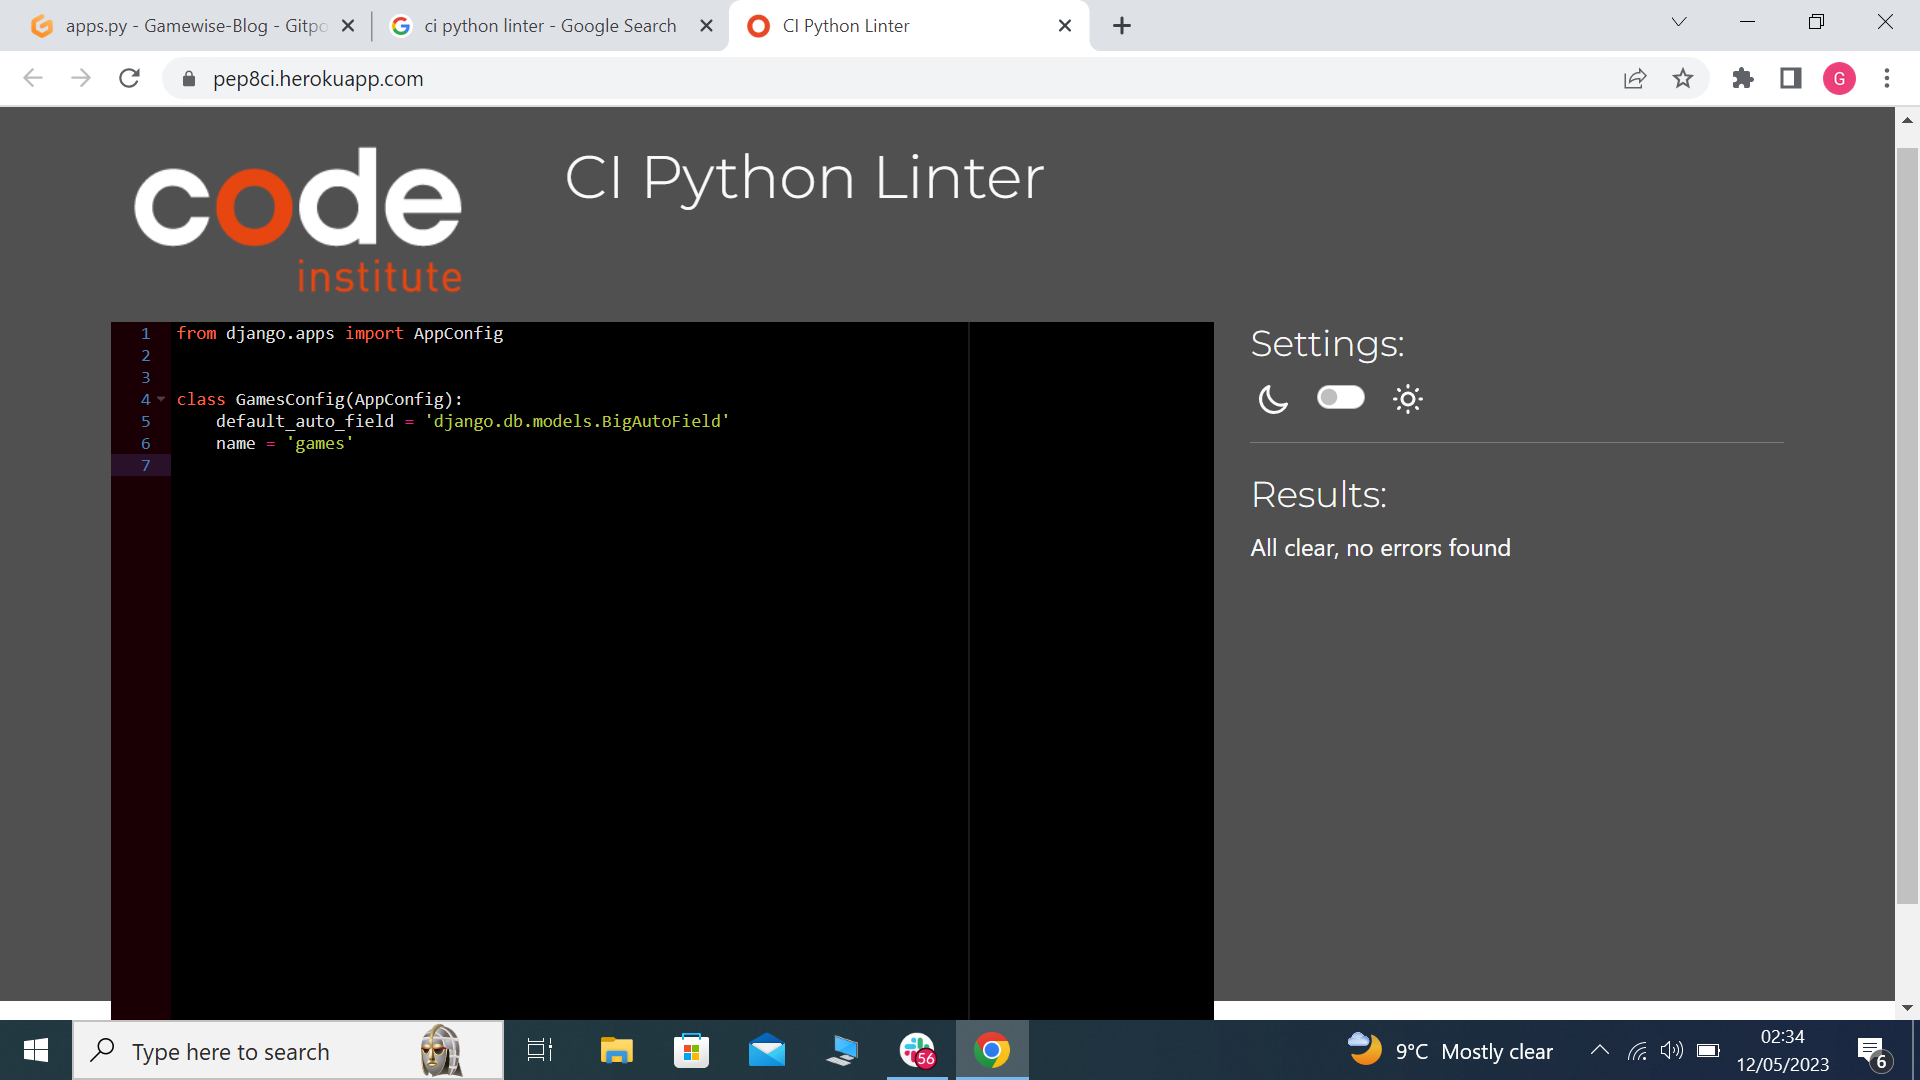 apps.py - Gamewise-Blog - Gitpo
ci python linter - Google Search
CI Python Linter
pep8ci.herokuapp.com
G
code
institute
CI Python Linter
1 from django.apps import AppConfig
2
3
4 class GamesConfig(AppConfig):
5 default_auto_field = 'django.db.models.BigAutoField'
6 name = 'games'
7
Settings:
Results:
All clear, no errors found
Type here to search
56
9°C Mostly clear
02:34
12/05/2023
6